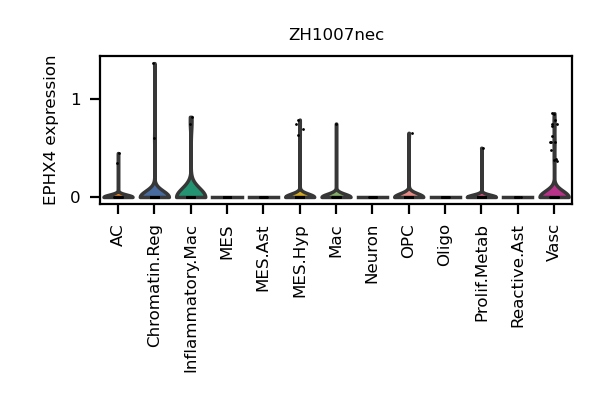 ZH1007nec
EPHX4 expression
1
0
AC
Chromatin.Reg
Inflammatory.Mac
MES
MES.Ast
MES.Hyp
Mac
Neuron
OPC
Oligo
Prolif.Metab
Reactive.Ast
Vasc